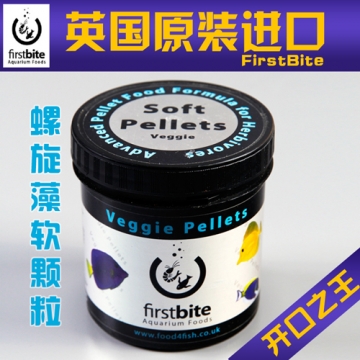 firstbite
Aquarium Foods
英国原装进口
FirstBite
螺旋藻软颗粒
Advanced Pellet Food Formula for Herbivores
Soft
Pellets
Veggie
Veggie Pellets
firstbite
Aquarium Foods
www.food4fish.co.uk
开口之王